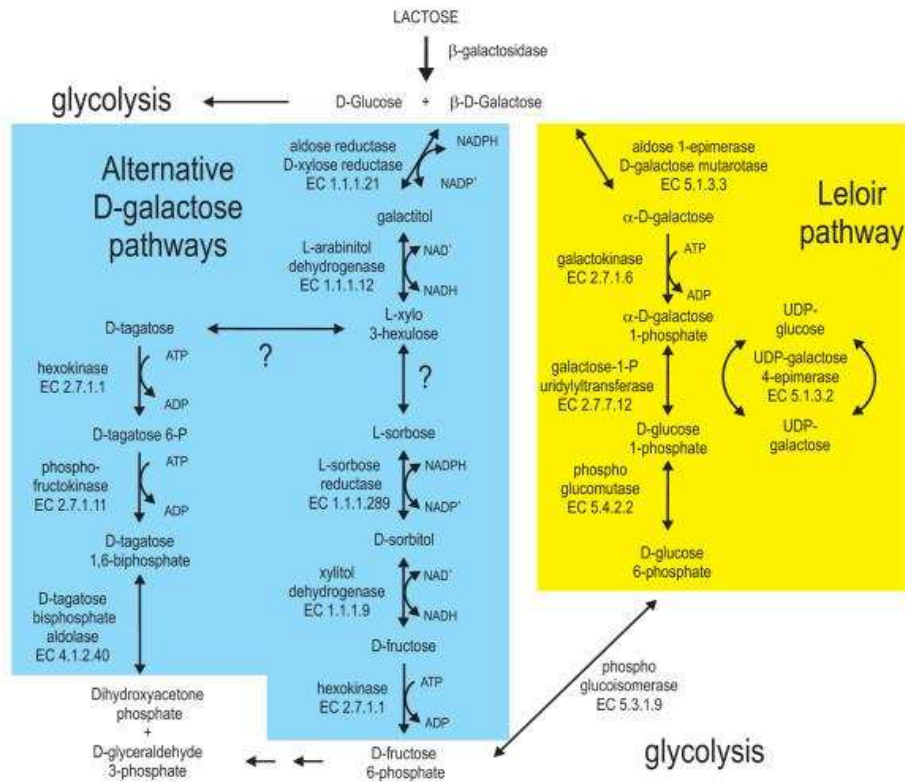 LACTOSE
β-galactosidase
glycolysis
D-Glucose + β-D-Galactose
Alternative
D-galactose
pathways
aldose reductase
D-xylose reductase
EC 1.1.1.21
NADPH
NADP⁺
galactitol
L-arabinitol
dehydrogenase
EC 1.1.1.12
NAD⁺
NADH
L-xylo
3-hexulose
D-tagatose
?
?
hexokinase
EC 2.7.1.1
ATP
ADP
D-tagatose 6-P
phospho-
fructokinase
EC 2.7.1.11
ATP
ADP
D-tagatose
1,6-biphosphate
D-tagatose
bisphosphate
aldolase
EC 4.1.2.40
Dihydroxyacetone
phosphate
+
D-glyceraldehyde
3-phosphate
L-sorbose
L-sorbose
reductase
EC 1.1.1.289
NADPH
NADP⁺
D-sorbitol
xylitol
dehydrogenase
EC 1.1.1.9
NAD⁺
NADH
D-fructose
hexokinase
EC 2.7.1.1
ATP
ADP
D-fructose
6-phosphate
Leloir
pathway
aldose 1-epimerase
D-galactose mutarotase
EC 5.1.3.3
α-D-galactose
galactokinase
EC 2.7.1.6
ATP
ADP
α-D-galactose
1-phosphate
galactose-1-P
uridylyltransferase
EC 2.7.7.12
UDP-
glucose
UDP-galactose
4-epimerase
EC 5.1.3.2
UDP-
galactose
D-glucose
1-phosphate
phospho
glucomutase
EC 5.4.2.2
D-glucose
6-phosphate
phospho
glucoisomerase
EC 5.3.1.9
glycolysis